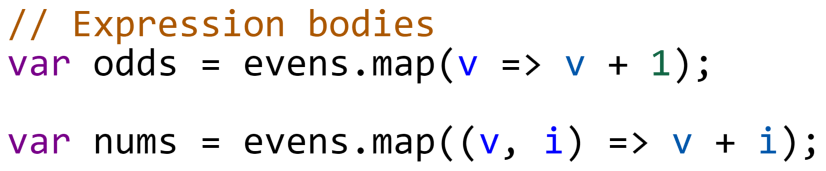 // Expression bodies
var odds = evens.map(v => v + 1);
var nums = evens.map((v, i) => v + i);